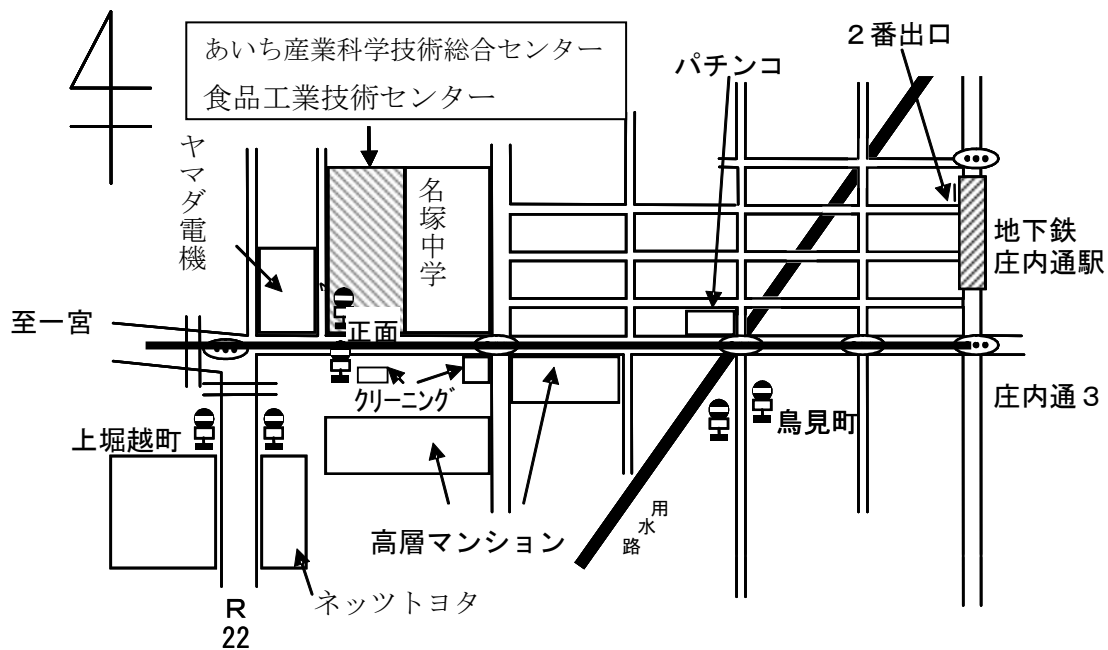 あいち産業科学技術総合センター
食品工業技術センター
２番出口
パチンコ
ヤマダ電機
名塚中学
地下鉄
庄内通駅
至一宮
正面
クリーニング
庄内通３
上堀越町
鳥見町
高層マンション
用水路
ネッツトヨタ
R
22